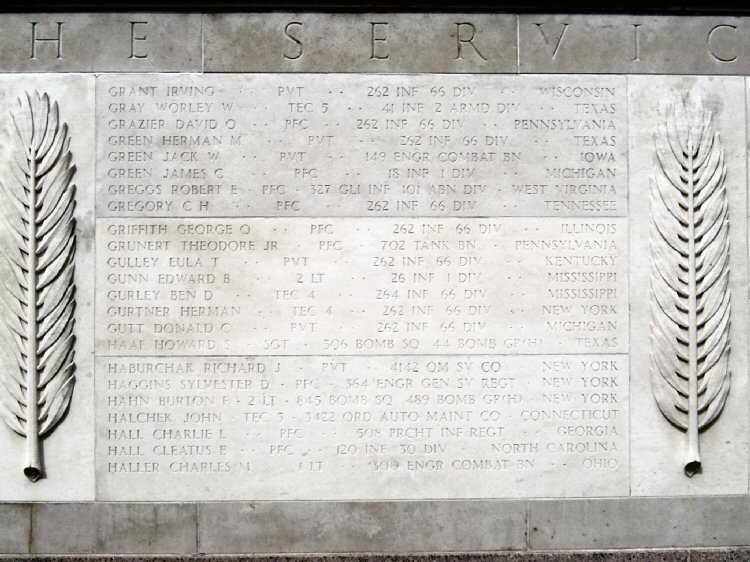 HE SERVIC
GRANT IRVING · · PVT · · 262 INF 66 DIV · · WISCONSIN
GRAY WORLEY W · · TEC 5 · · 41 INF 2 ARMD DIV · · TEXAS
GRAZIER DAVID O · · PFC · · 262 INF 66 DIV · · PENNSYLVANIA
GREEN HERMAN M · · PVT · · 262 INF 66 DIV · · TEXAS
GREEN JACK W · · PVT · · 149 ENGR COMBAT BN · · IOWA
GREEN JAMES C · · PFC · · 18 INF 1 DIV · · MICHIGAN
GREGGS ROBERT E · PFC · 327 GLI INF 101 ABN DIV · WEST VIRGINIA
GREGORY C H · · PFC · · 262 INF 66 DIV · · TENNESSEE
GRIFFITH GEORGE O · · PFC · · 262 INF 66 DIV · · ILLINOIS
GRUNERT THEODORE JR · PFC · 702 TANK BN · PENNSYLVANIA
GULLEY EULA T · · PVT · · 262 INF 66 DIV · · KENTUCKY
GUNN EDWARD B · · 2 LT · · 26 INF 1 DIV · · MISSISSIPPI
GURLEY BEN D · · TEC 4 · · 264 INF 66 DIV · · MISSISSIPPI
GURTNER HERMAN · · TEC 4 · · 262 INF 66 DIV · · NEW YORK
GUTT DONALD C · · PVT · · 262 INF 66 DIV · · MICHIGAN
HAAF HOWARD S · SGT · 506 BOMB SQ 44 BOMB GP(H) · TEXAS
HABURCHAK RICHARD J · PVT · 4142 QM SV CO · NEW YORK
HAGGINS SYLVESTER D · PFC · 364 ENGR GEN SV REGT · NEW YORK
HAHN BURTON E · 2 LT · 845 BOMB SQ 489 BOMB GP(H) · NEW YORK
HALCHEK JOHN · TEC 5 · 3422 ORD AUTO MAINT CO · CONNECTICUT
HALL CHARLIE L · · PFC · · 508 PRCHT INF REGT · · GEORGIA
HALL CLEATUS E · · PFC · · 120 INF 30 DIV · · NORTH CAROLINA
HALLER CHARLES M · · 1 LT · · ENGR COMBAT BN · · OHIO